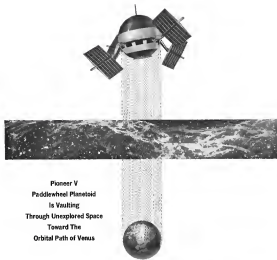 Pioneer V
Paddlewheel Planetoid
Is Vaulting
Through Unexplored Space
Toward The
Orbital Path of Venus